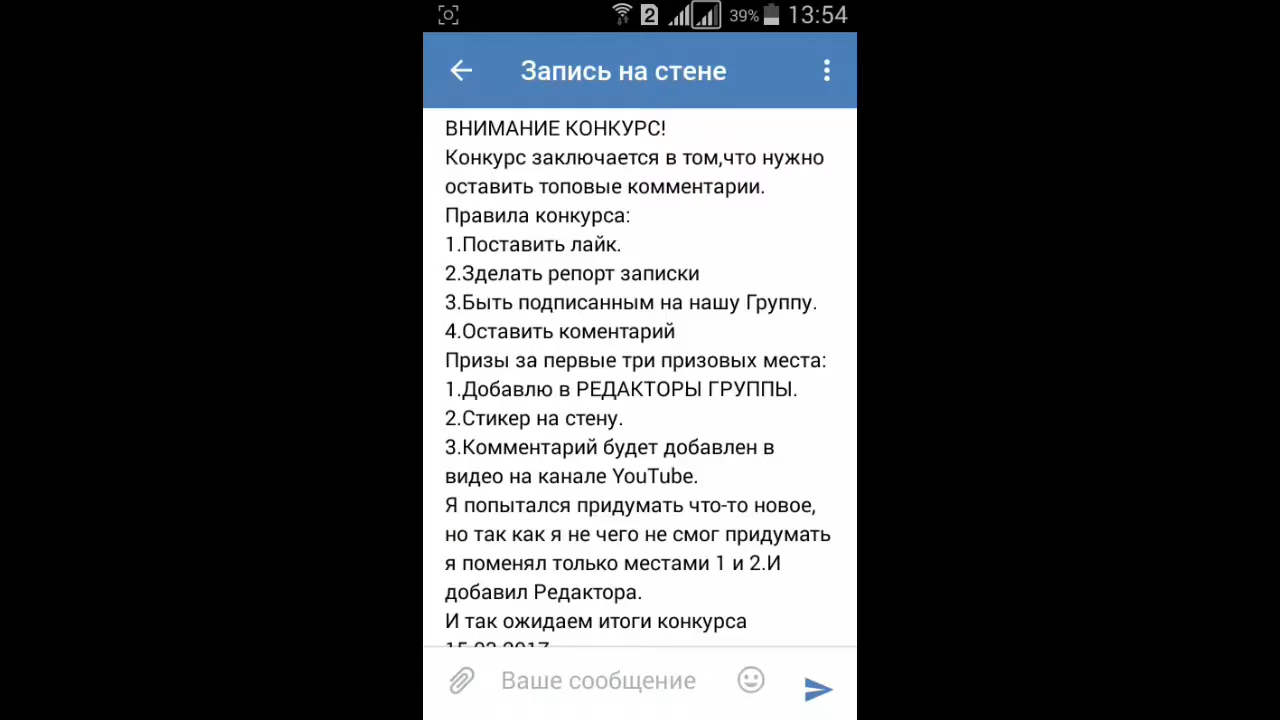 2 39% 13:54
Запись на стене
ВНИМАНИЕ КОНКУРС!
Конкурс заключается в том,что нужно
оставить топовые комментарии.
Правила конкурса:
1.Поставить лайк.
2.Зделать репорт записки
3.Быть подписанным на нашу Группу.
4.Оставить коментарий
Призы за первые три призовых места:
1.Добавлю в РЕДАКТОРЫ ГРУППЫ.
2.Стикер на стену.
3.Комментарий будет добавлен в
видео на канале YouTube.
Я попытался придумать что-то новое,
но так как я не чего не смог придумать
я поменял только местами 1 и 2.И
добавил Редактора.
И так ожидаем итоги конкурса
Ваше сообщение